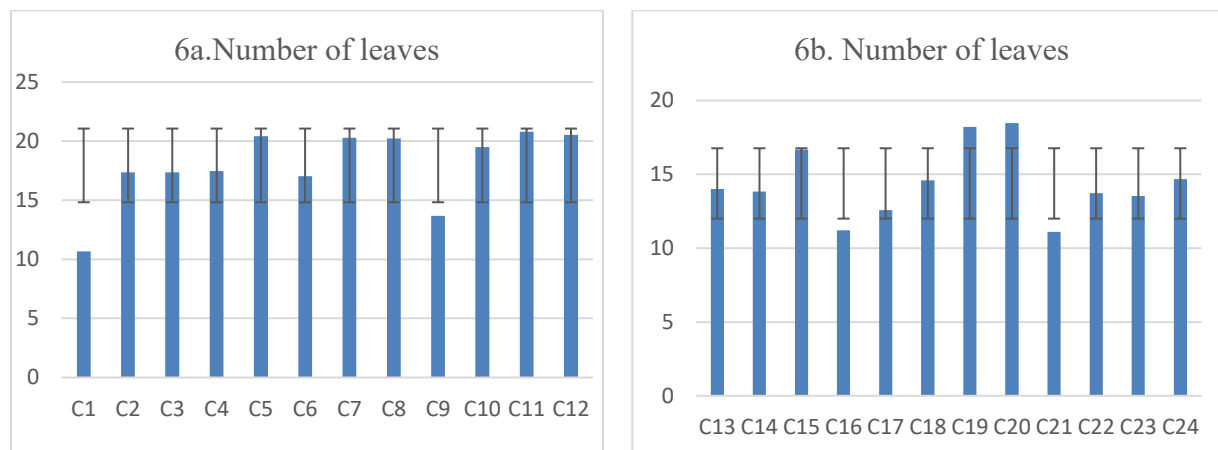 6a.Number of leaves
25
20
15
10
5
0
C1 C2 C3 C4 C5 C6 C7 C8 C9 C10 C11 C12
6b. Number of leaves
20
15
10
5
0
C13 C14 C15 C16 C17 C18 C19 C20 C21 C22 C23 C24